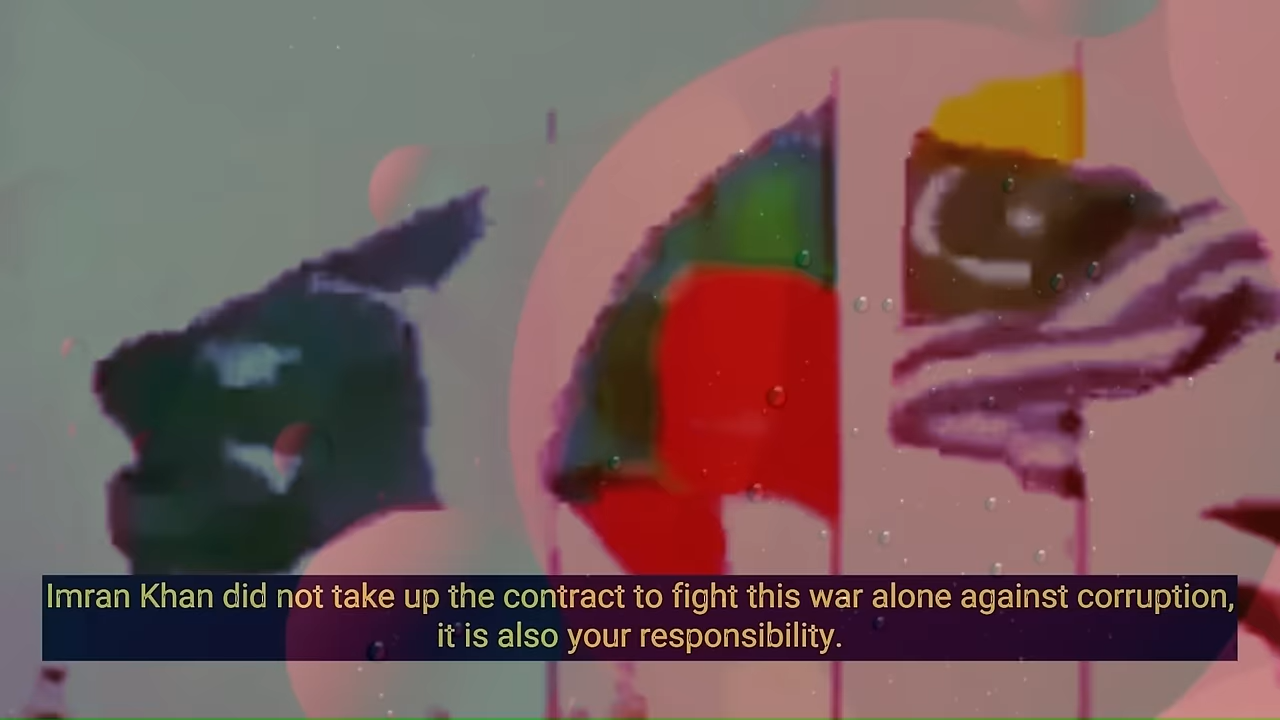 Imran Khan did not take up the contract to fight this war alone against corruption,
it is also your responsibility.